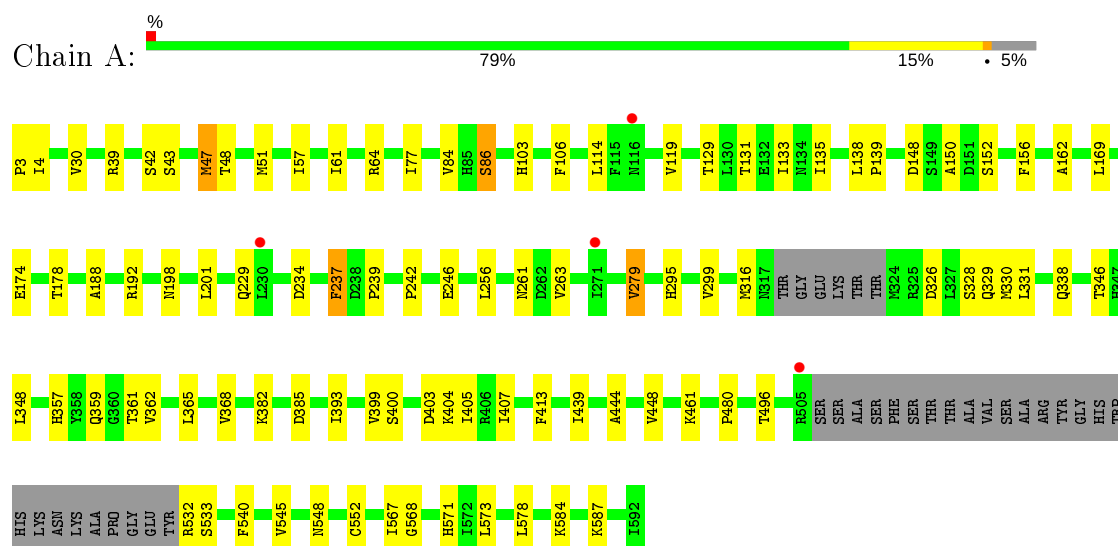 %
Chain A:
79% 15% • 5%
P3 I4 V30 R39 S42 S43 M47 T48 M51 I57 I61 R64 I77 V84 H85 S86 H103 F106 L114 F115 N116 V119 T129 L130 T131 E132 I133 N134 I135 L138 P139 D148 S149 A150 D151 S152 F156 A162 L169
E174 T178 A188 R192 N198 L201 Q229 L230 D234 F237 D238 P239 P242 E246 L256 N261 D262 V263 I271 V279 H295 V299 M316 N317 THR GLY GLU LYS THR THR M324 R325 D326 L327 S328 Q329 M330 L331 Q338 T346 H347
L348 H357 Y358 Q359 G360 T361 V362 L365 V368 K382 D385 I393 V399 S400 D403 K404 I405 R406 I407 F413 I439 A444 V448 K461 P480 T496 R505 SER SER ALA SER PHE SER THR THR ALA VAL SER ALA ARG TYR GLY HIS TRP
HIS LYS ASN LYS ALA PRO GLY GLU TYR R532 S533 F540 V545 N548 C552 I567 G568 H571 I572 L573 L578 K584 K587 I592